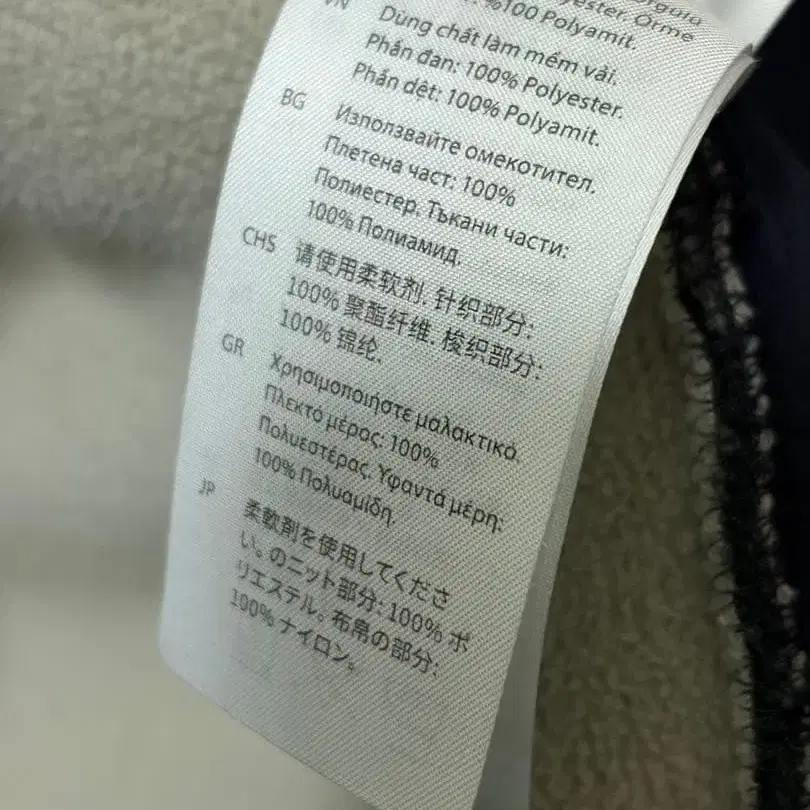 %100 Polyamit.
VN
Dùng chất làm mềm vải.
Phần đan: 100% Polyester.
Phần dệt: 100% Polyamit.
BG
Използвайте омекотител.
Плетена част: 100%
Полиестер. Тъкани части:
100% Полиамид.
CHS
请使用柔软剂. 针织部分:
100% 聚酯纤维. 梭织部分:
100% 锦纶.
GR
Χρησιμοποιήστε μαλακτικό.
Πλεκτό μέρος: 100%
Πολυεστέρας. Υφαντά μέρη:
100% Πολυαμίδη.
JP
柔軟剤を使用してくださ
い。のニット部分: 100% ポ
リエステル。布帛の部分:
100% ナイロン。